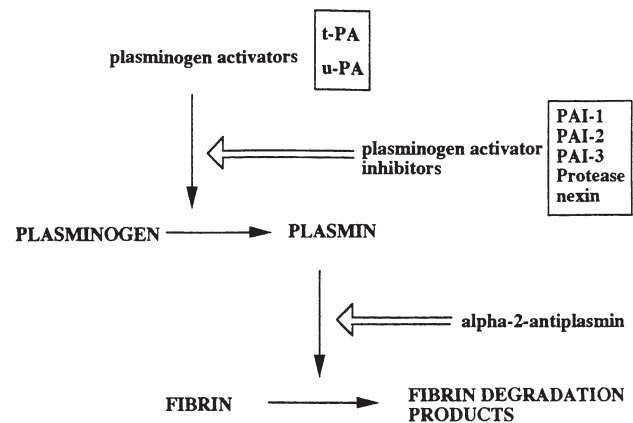 t-PA
plasminogen activators
u-PA
PAI-1
PAI-2
plasminogen activator
PAI-3
inhibitors
Protease
nexin
PLASMINOGEN
PLASMIN
alpha-2-antiplasmin
FIBRIN
FIBRIN DEGRADATION
PRODUCTS